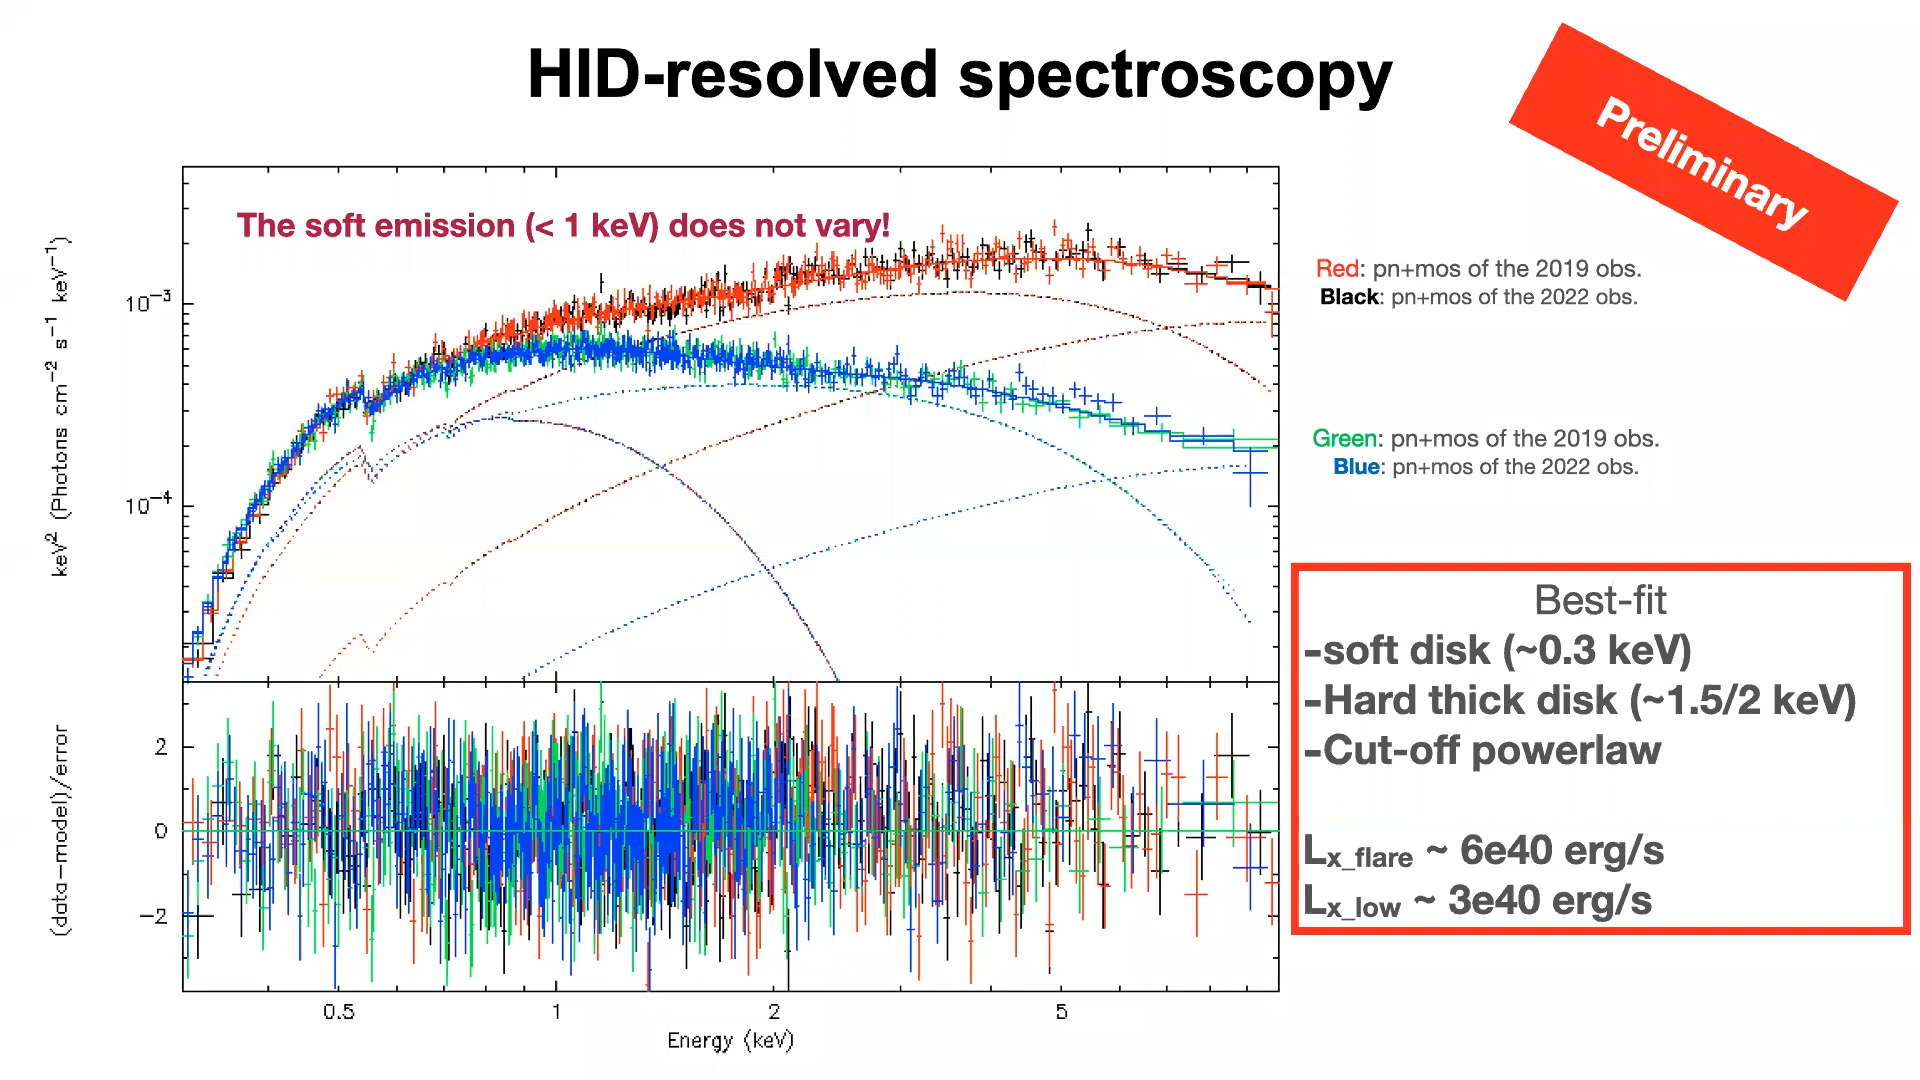 HID-resolved spectroscopy
Preliminary
The soft emission (< 1 keV) does not vary!
Red: pn+mos of the 2019 obs.
Black: pn+mos of the 2022 obs.
Green: pn+mos of the 2019 obs.
Blue: pn+mos of the 2022 obs.
keV² (Photons cm⁻² s⁻¹ keV⁻¹)
10⁻³
10⁻⁴
(data−model)/error
2
0
−2
0.5 1 2 5
Energy (keV)
Best-fit
-soft disk (~0.3 keV)
-Hard thick disk (~1.5/2 keV)
-Cut-off powerlaw
Lx_flare ~ 6e40 erg/s
Lx_low ~ 3e40 erg/s